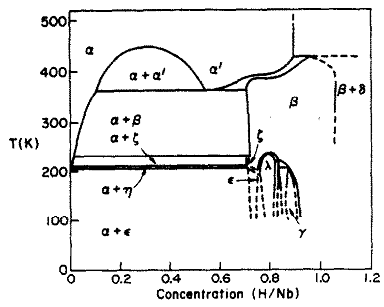 500
400
300
200
100
0
T(K)
α
α + α'
α'
α + β
α + ζ
α + η
α + ε
β
β + δ
ζ
ε
λ
γ
0 0.2 0.4 0.6 0.8 1.0 1.2
Concentration (H/Nb)